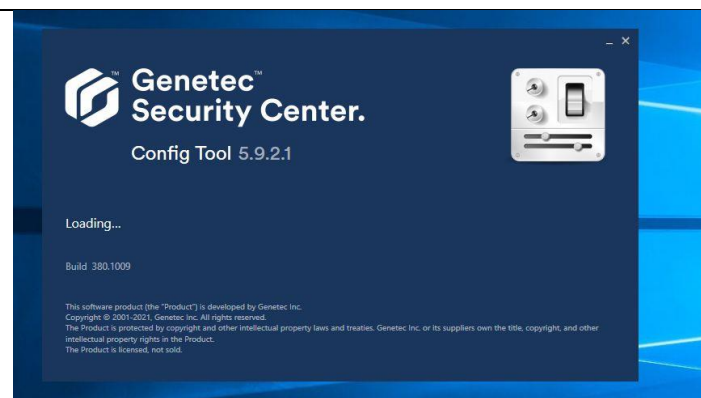 Genetec™
Security Center.
Config Tool 5.9.2.1
Loading...
Build 380.1009
This software product (the "Product") is developed by Genetec Inc.
Copyright © 2001-2021, Genetec Inc. All rights reserved.
The Product is protected by copyright and other intellectual property laws and treaties. Genetec Inc. or its suppliers own the title, copyright, and other
intellectual property rights in the Product.
The Product is licensed, not sold.